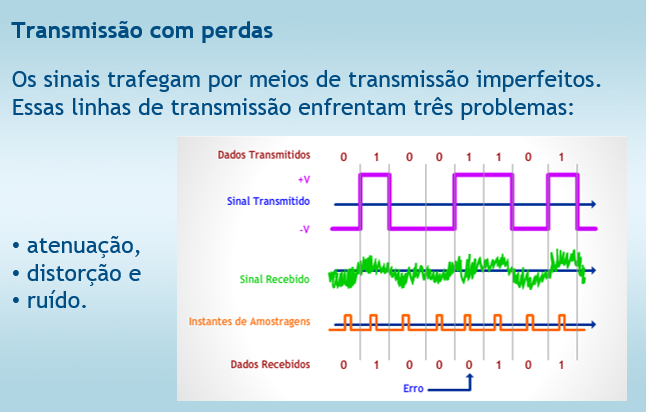 Transmissão com perdas
Os sinais trafegam por meios de transmissão imperfeitos.
Essas linhas de transmissão enfrentam três problemas:
• atenuação,
• distorção e
• ruído.
Dados Transmitidos 0 1 0 0 1 1 0 1
+V
Sinal Transmitido
-V
Sinal Recebido
Instantes de Amostragens
Dados Recebidos 0 1 0 0 0 1 0 1
Erro